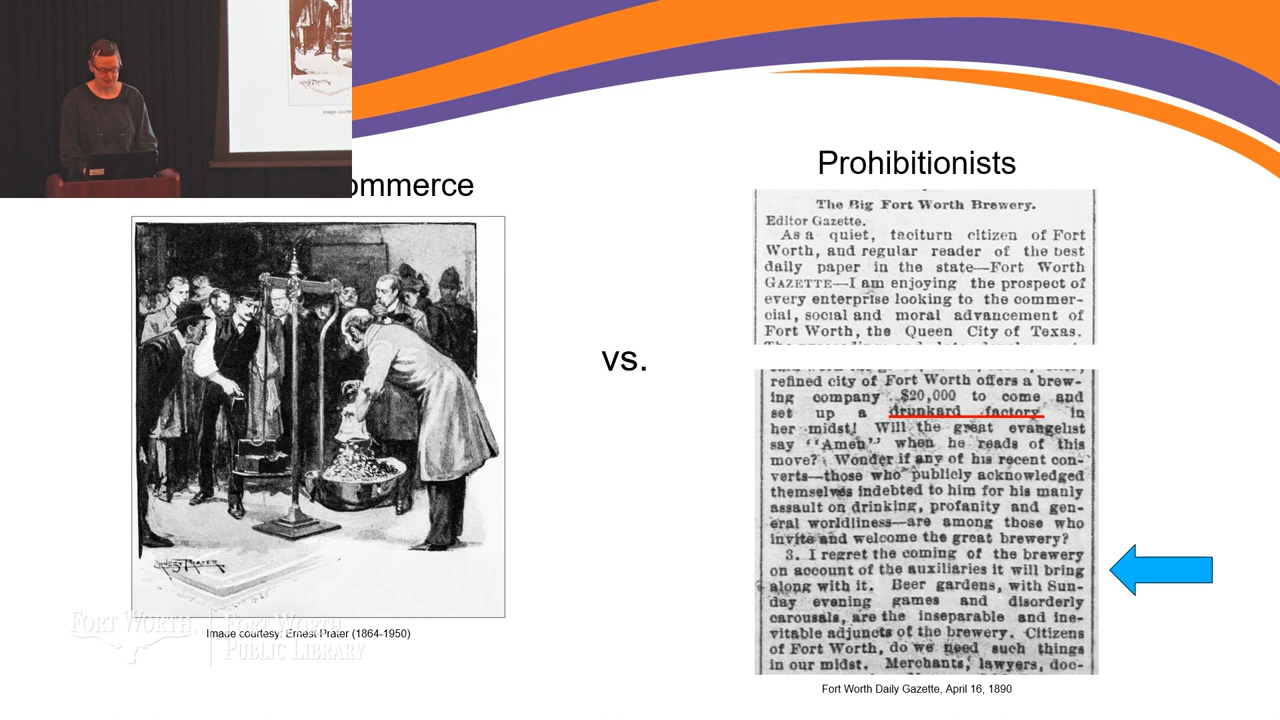 ommerce
ERNEST PRATER
Image courtesy: Ernest Prater (1864-1950)
FORT WORTH
FORT WORTH
PUBLIC LIBRARY
vs.
Prohibitionists
The Big Fort Worth Brewery.
Editor Gazette.
As a quiet, taciturn citizen of Fort
Worth, and regular reader of the best
daily paper in the state—Fort Worth
GAZETTE—I am enjoying the prospect of
every enterprise looking to the commer-
cial, social and moral advancement of
Fort Worth, the Queen City of Texas.
refined city of Fort Worth offers a brew-
ing company $20,000 to come and
set up a drunkard factory in
her midst! Will the great evangelist
say "Amen" when he reads of this
move? Wonder if any of his recent con-
verts—those who publicly acknowledged
themselves indebted to him for his manly
assault on drinking, profanity and gen-
eral worldliness—are among those who
invite and welcome the great brewery?
3. I regret the coming of the brewery
on account of the auxiliaries it will bring
along with it. Beer gardens, with Sun-
day evening games and disorderly
carousals, are the inseparable and ine-
vitable adjuncts of the brewery. Citizens
of Fort Worth, do we need such things
in our midst. Merchants, lawyers, doc-
Fort Worth Daily Gazette, April 16, 1890